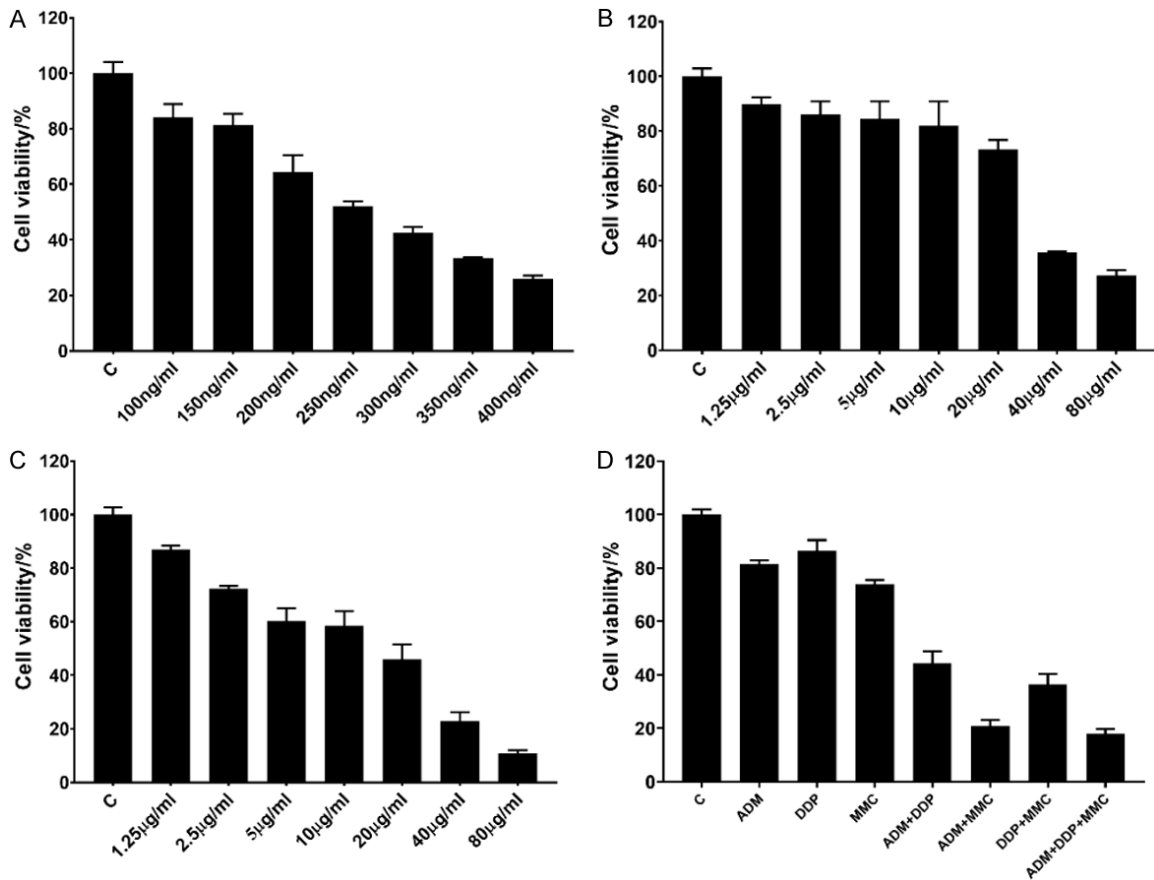 A
Cell viability/%
120
100
80
60
40
20
0
C
100ng/ml
150ng/ml
200ng/ml
250ng/ml
300ng/ml
350ng/ml
400ng/ml
B
Cell viability/%
120
100
80
60
40
20
0
C
1.25μg/ml
2.5μg/ml
5μg/ml
10μg/ml
20μg/ml
40μg/ml
80μg/ml
C
Cell viability/%
120
100
80
60
40
20
0
C
1.25μg/ml
2.5μg/ml
5μg/ml
10μg/ml
20μg/ml
40μg/ml
80μg/ml
D
Cell viability/%
120
100
80
60
40
20
0
C
ADM
DDP
MMC
ADM+DDP
ADM+MMC
DDP+MMC
ADM+DDP+MMC